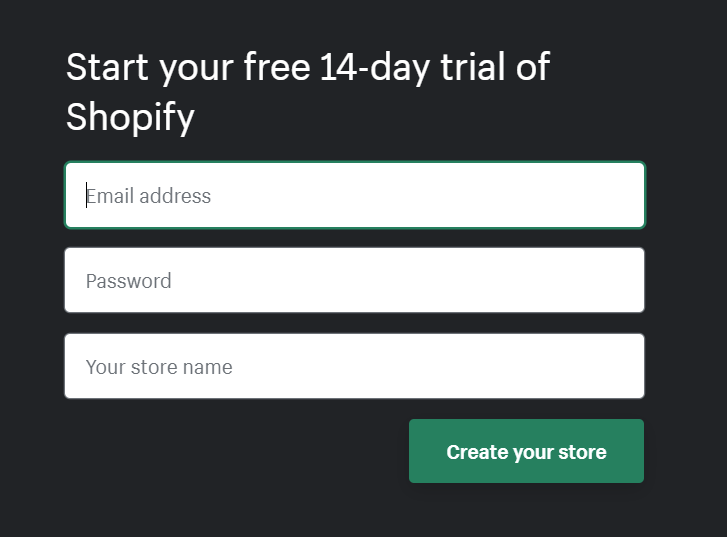 Start your free 14-day trial of
Shopify
Email address
Password
Your store name
Create your store